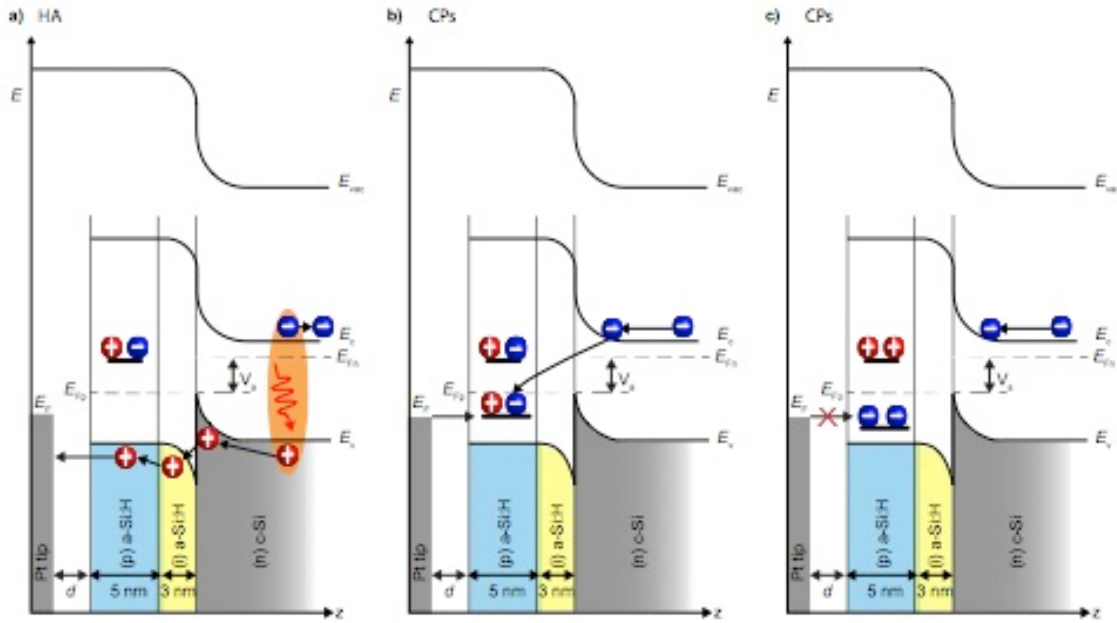 a) HA
E
E_vac
E_c
E_Fn
V_a
E_Fp
E_F
E_v
Pt tip
(p) a-Si:H
(i) a-Si:H
(n) c-Si
d
5 nm
3 nm
z
b) CPs
E
E_vac
E_c
E_Fn
V_a
E_Fp
E_F
E_v
Pt tip
(p) a-Si:H
(i) a-Si:H
(n) c-Si
d
5 nm
3 nm
z
c) CPs
E
E_vac
E_c
E_Fn
V_a
E_Fp
E_F
E_v
Pt tip
(p) a-Si:H
(i) a-Si:H
(n) c-Si
d
5 nm
3 nm
z